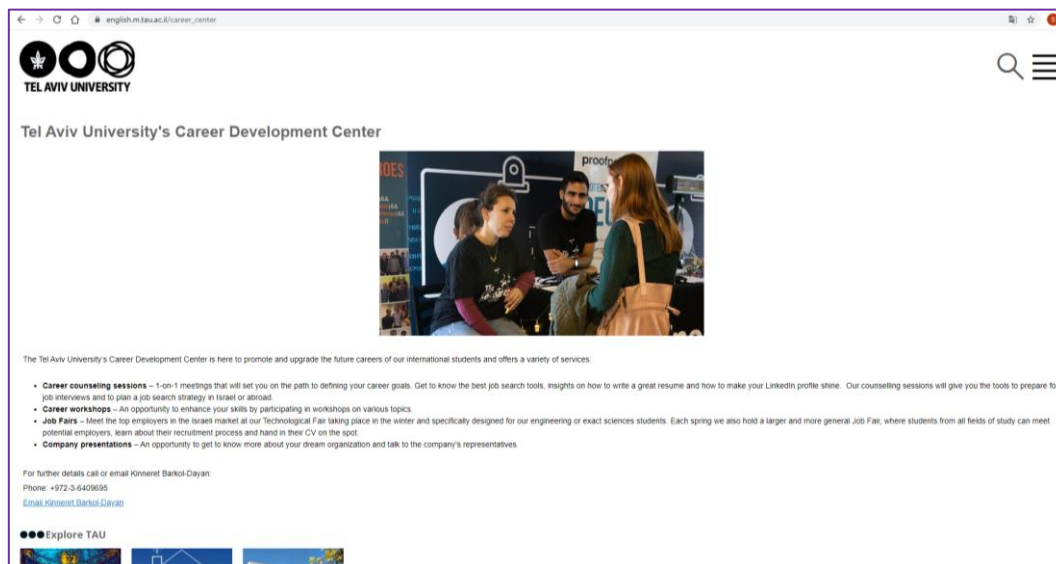 english.m.tau.ac.il/career_center
TEL AVIV UNIVERSITY
Tel Aviv University's Career Development Center
proofp
The Tel Aviv University's Career Development Center is here to promote and upgrade the future careers of our international students and offers a variety of services:
• Career counseling sessions – 1-on-1 meetings that will set you on the path to defining your career goals. Get to know the best job search tools, insights on how to write a great resume and how to make your LinkedIn profile shine. Our counselling sessions will give you the tools to prepare fo
job interviews and to plan a job search strategy in Israel or abroad.
• Career workshops – An opportunity to enhance your skills by participating in workshops on various topics.
• Job Fairs – Meet the top employers in the Israeli market at our Technological Fair taking place in the winter and specifically designed for our engineering or exact sciences students. Each spring we also hold a larger and more general Job Fair, where students from all fields of study can meet
potential employers, learn about their recruitment process and hand in their CV on the spot.
• Company presentations – An opportunity to get to know more about your dream organization and talk to the company's representatives.
For further details call or email Kinneret Barkol-Dayan:
Phone: +972-3-6409695
Email Kinneret Barkol-Dayan
Explore TAU